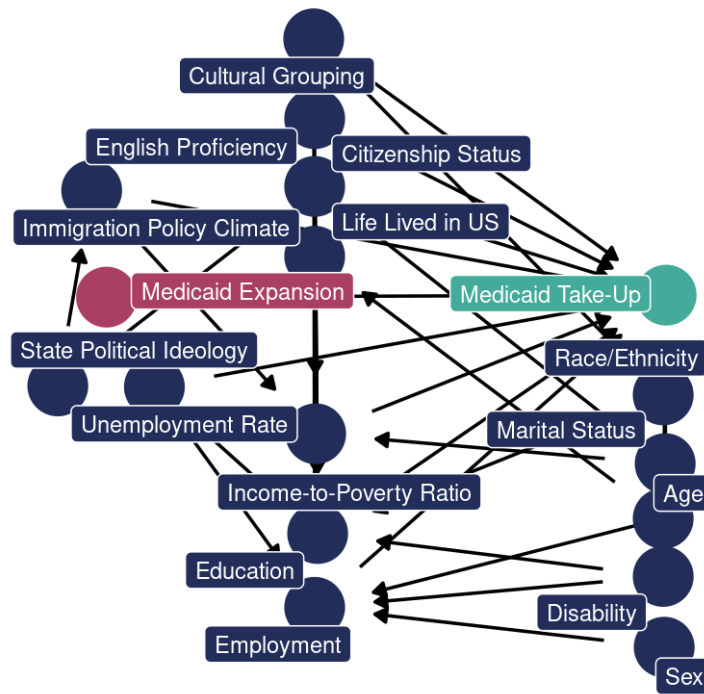 Cultural Grouping
English Proficiency
Citizenship Status
Immigration Policy Climate
Life Lived in US
Medicaid Expansion
Medicaid Take-Up
State Political Ideology
Race/Ethnicity
Unemployment Rate
Marital Status
Income-to-Poverty Ratio
Age
Education
Disability
Employment
Sex